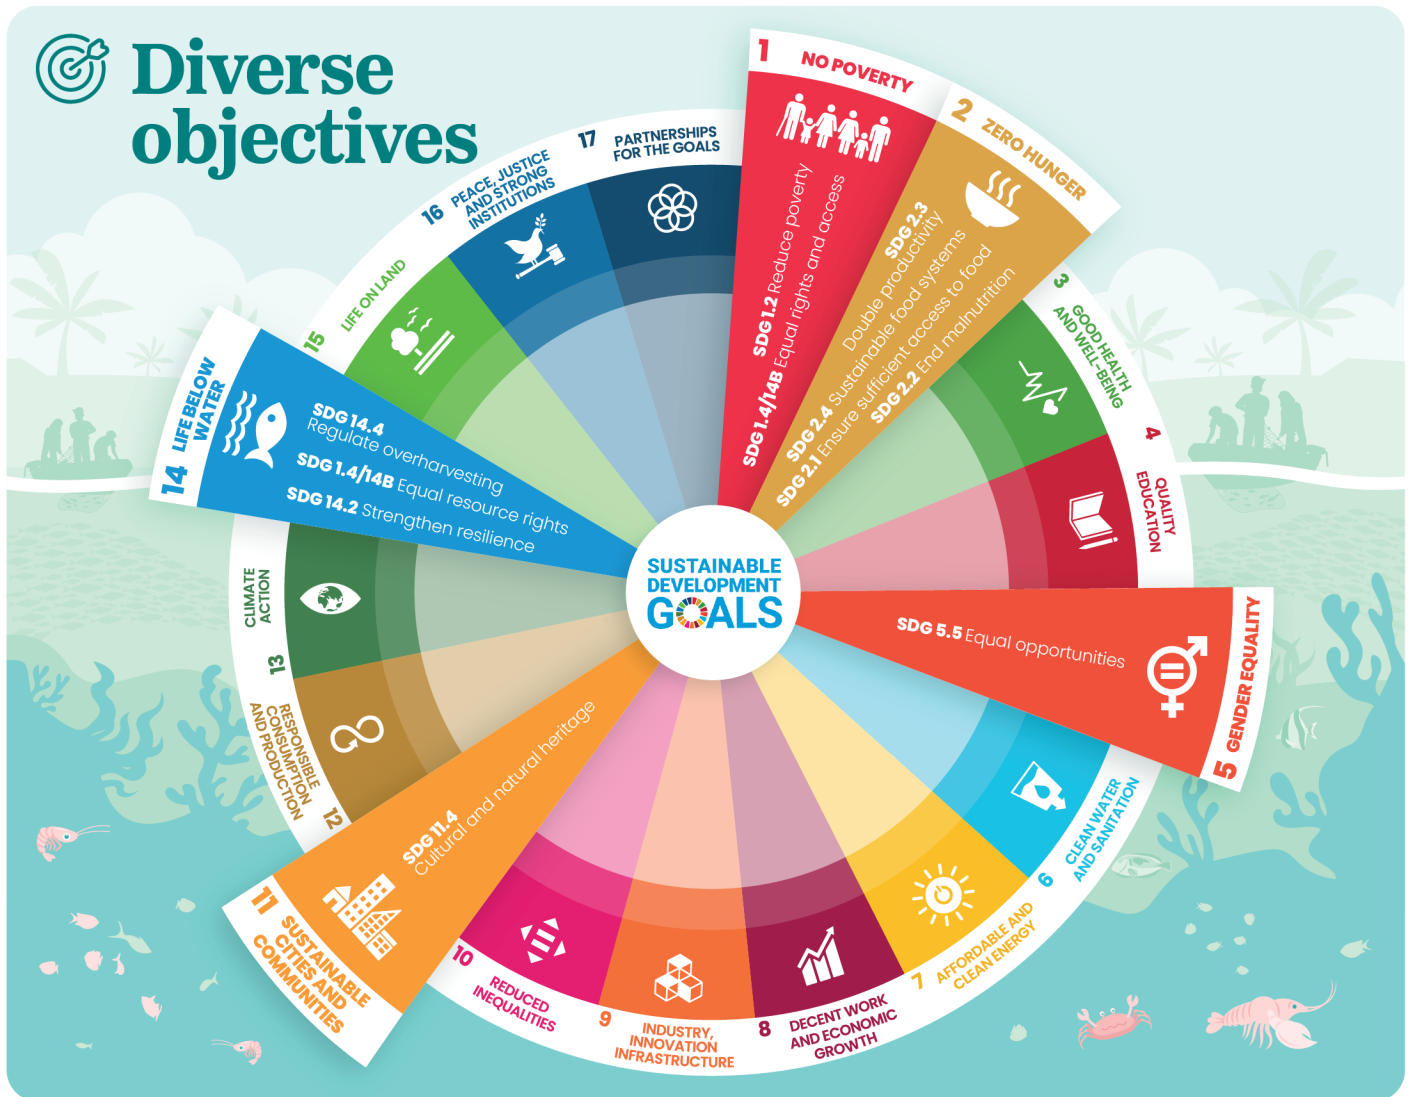 Diverse
objectives
1 NO POVERTY
SDG 1.2 Reduce poverty
SDG 1.4/14B Equal rights and access
2 ZERO HUNGER
SDG 2.3
Double productivity
SDG 2.4 Sustainable food systems
SDG 2.1 Ensure sufficient access to food
SDG 2.2 End malnutrition
3 GOOD HEALTH
AND WELL-BEING
4 QUALITY
EDUCATION
5 GENDER EQUALITY
SDG 5.5 Equal opportunities
6 CLEAN WATER
AND SANITATION
7 AFFORDABLE AND
CLEAN ENERGY
8 DECENT WORK
AND ECONOMIC
GROWTH
9 INDUSTRY,
INNOVATION
INFRASTRUCTURE
10 REDUCED
INEQUALITIES
11 SUSTAINABLE
CITIES AND
COMMUNITIES
SDG 11.4
Cultural and natural heritage
12 RESPONSIBLE
CONSUMPTION
AND PRODUCTION
13 CLIMATE
ACTION
14 LIFE BELOW
WATER
SDG 14.4
Regulate overharvesting
SDG 1.4/14B Equal resource rights
SDG 14.2 Strengthen resilience
15 LIFE ON LAND
16 PEACE, JUSTICE
AND STRONG
INSTITUTIONS
17 PARTNERSHIPS
FOR THE GOALS
SUSTAINABLE
DEVELOPMENT
GOALS